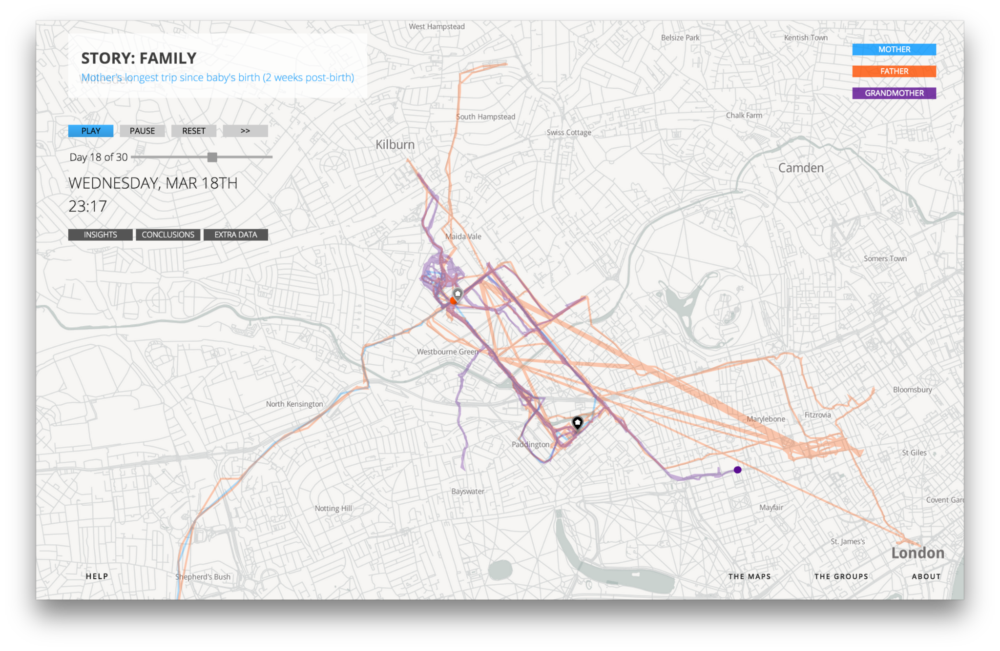 West Hampstead
Belsize Park
Kentish Town
STORY: FAMILY
Mother's longest trip since baby's birth (2 weeks post-birth)
Willesden
MOTHER
FATHER
GRANDMOTHER
South Hampstead
Chalk Farm
Swiss Cottage
PLAY PAUSE RESET >>
Kilburn
Day 18 of 30
Camden
WEDNESDAY, MAR 18TH
23:17
INSIGHTS CONCLUSIONS EXTRA DATA
Maida Vale
Somers Town
Westbourne Green
Bloomsbury
North Kensington
Fitzrovia
Marylebone
Paddington
St Giles
Bayswater
Covent Gard
Notting Hill
Mayfair
St. James's
London
Shepherd's Bush
HELP
THE MAPS THE GROUPS ABOUT